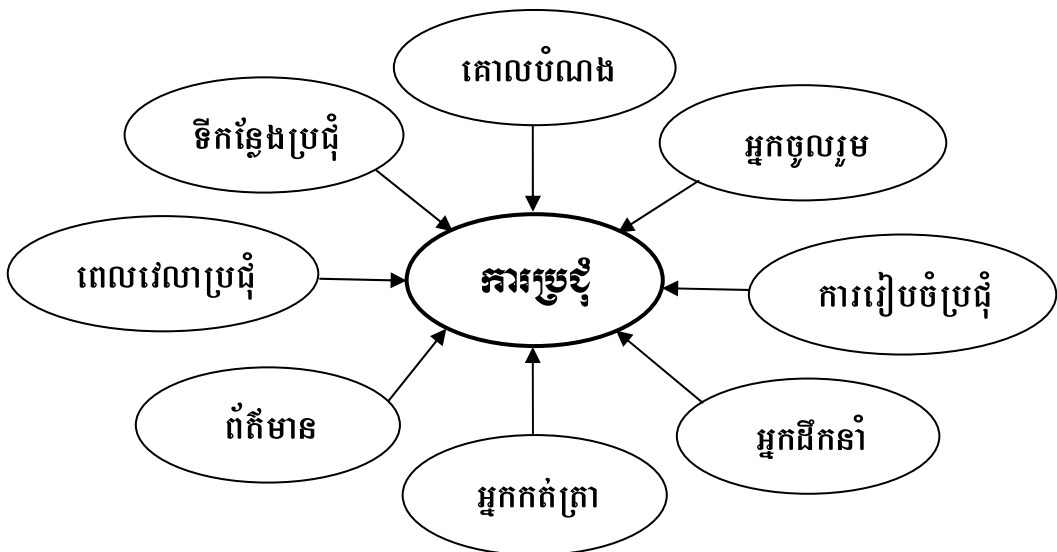 គោលបំណង
ទីកន្លែងប្រជុំ
អ្នកចូលរួម
ពេលវេលាប្រជុំ
ការប្រជុំ
ការរៀបចំប្រជុំ
ព័ត៌មាន
អ្នកដឹកនាំ
អ្នកកត់ត្រា